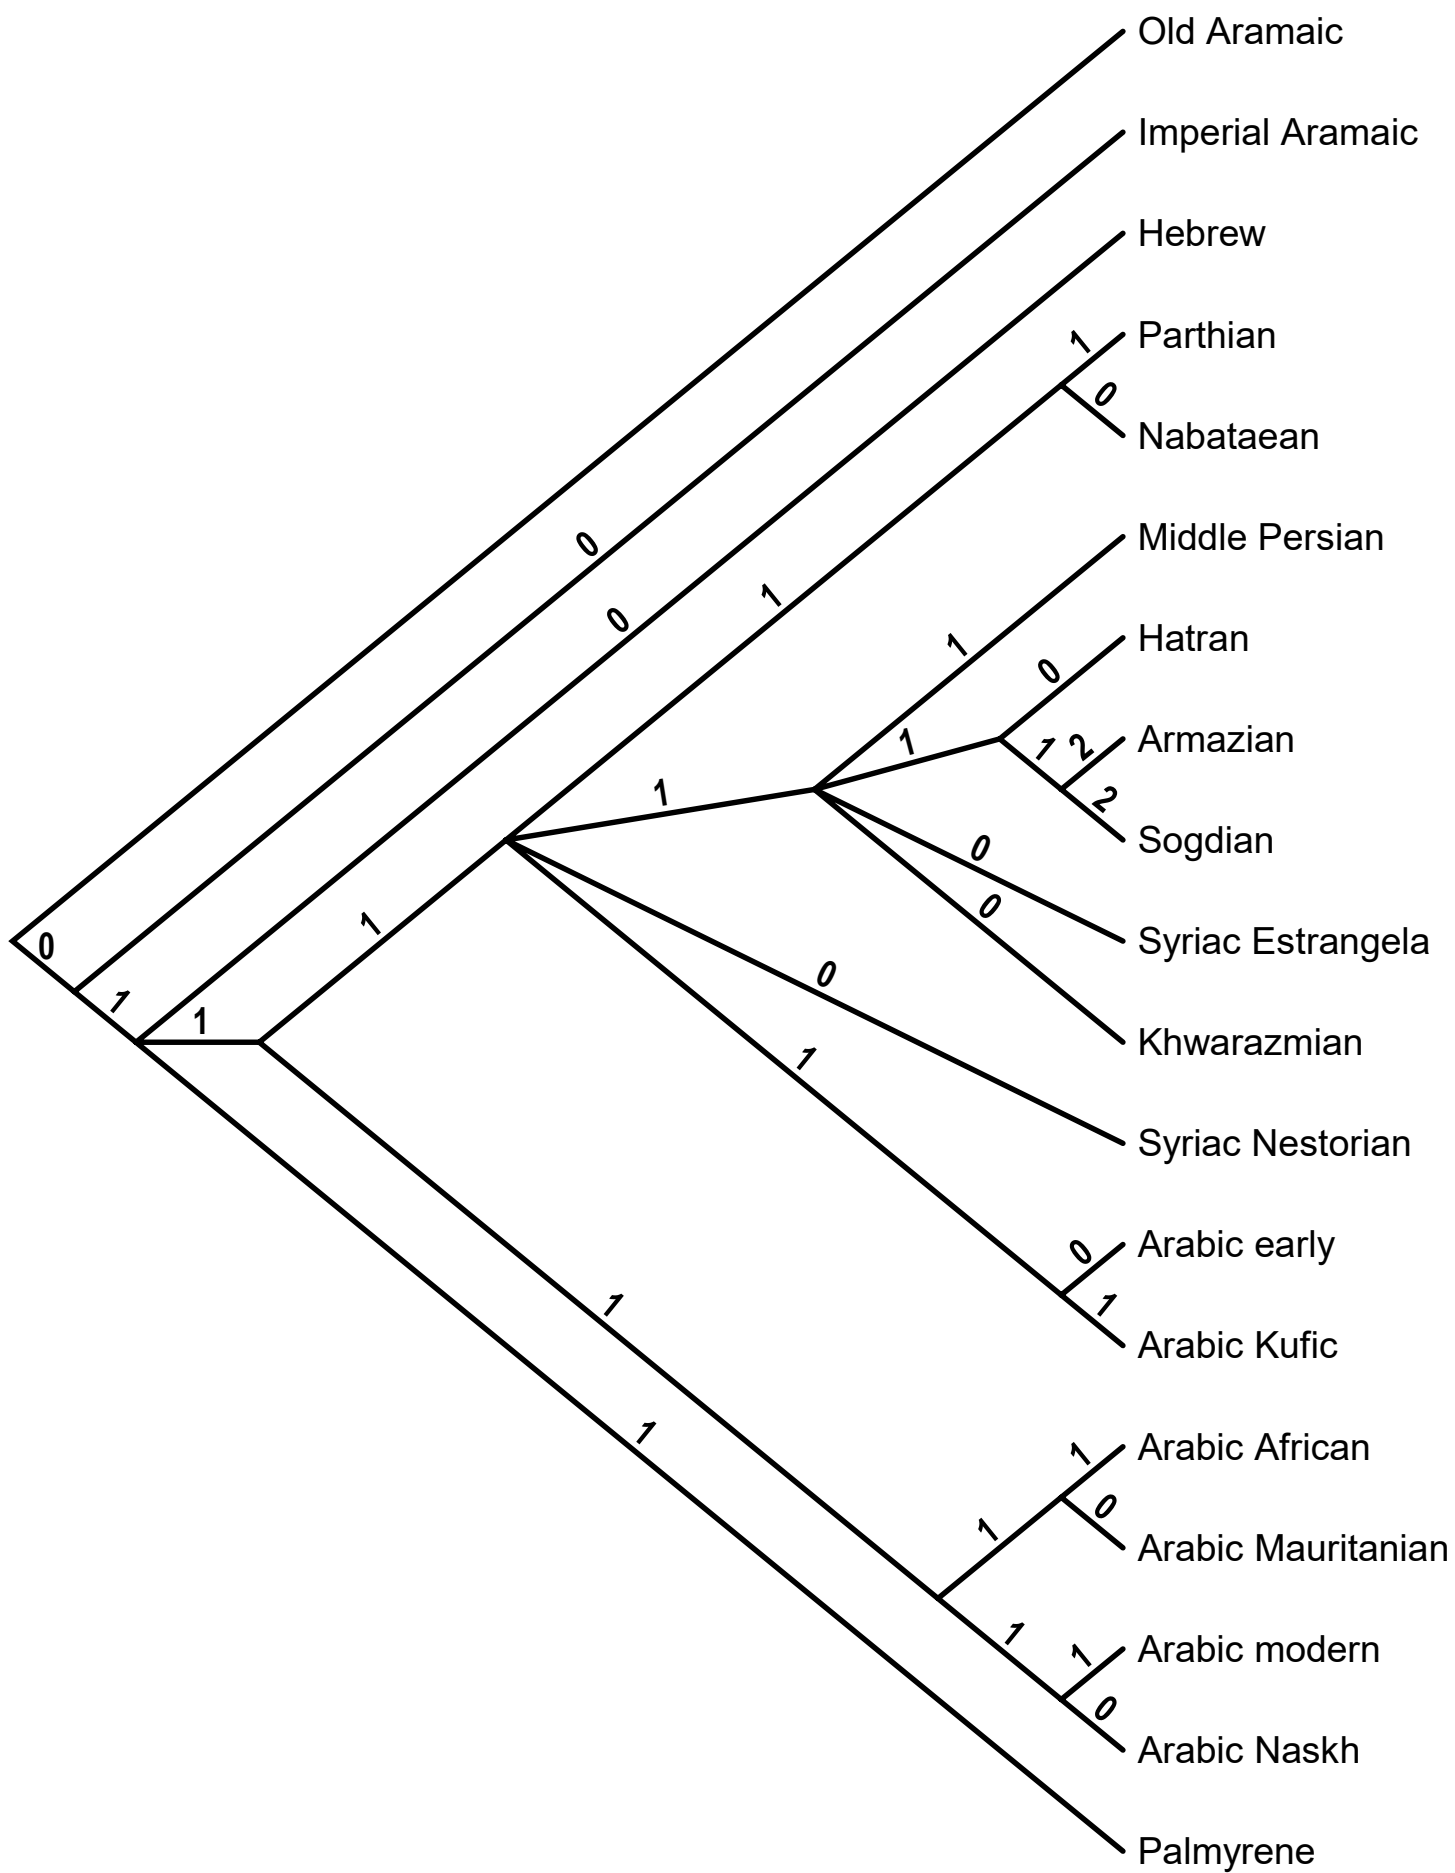 Old Aramaic
Imperial Aramaic
Hebrew
1 Parthian
0 Nabataean
0
Middle Persian
1
0
1
0 Hatran
1
1 2 Armazian
1
2 Sogdian
0
0
1
Syriac Estrangela
0
0
1
1
Khwarazmian
1
Syriac Nestorian
0 Arabic early
1
1 Arabic Kufic
1
1 Arabic African
1
0 Arabic Mauritanian
1
1 Arabic modern
0 Arabic Naskh
Palmyrene